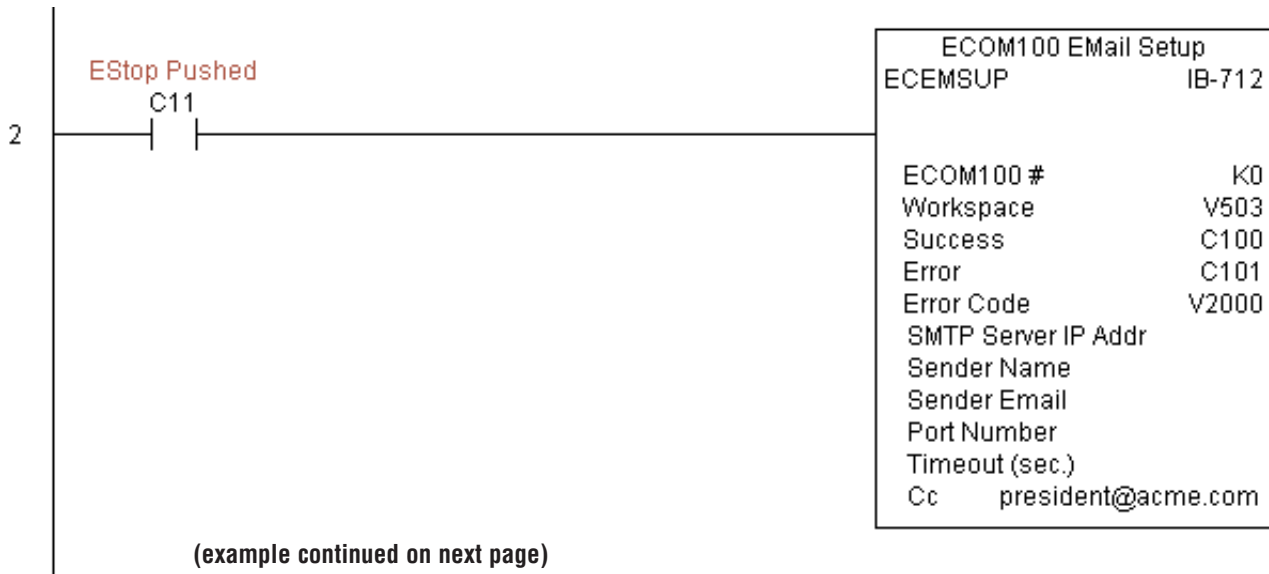 ECOM100 EMail Setup
ECEMSUP IB-712
EStop Pushed
C11
2
ECOM100 # K0
Workspace V503
Success C100
Error C101
Error Code V2000
SMTP Server IP Addr
Sender Name
Sender Email
Port Number
Timeout (sec.)
Cc president@acme.com
(example continued on next page)